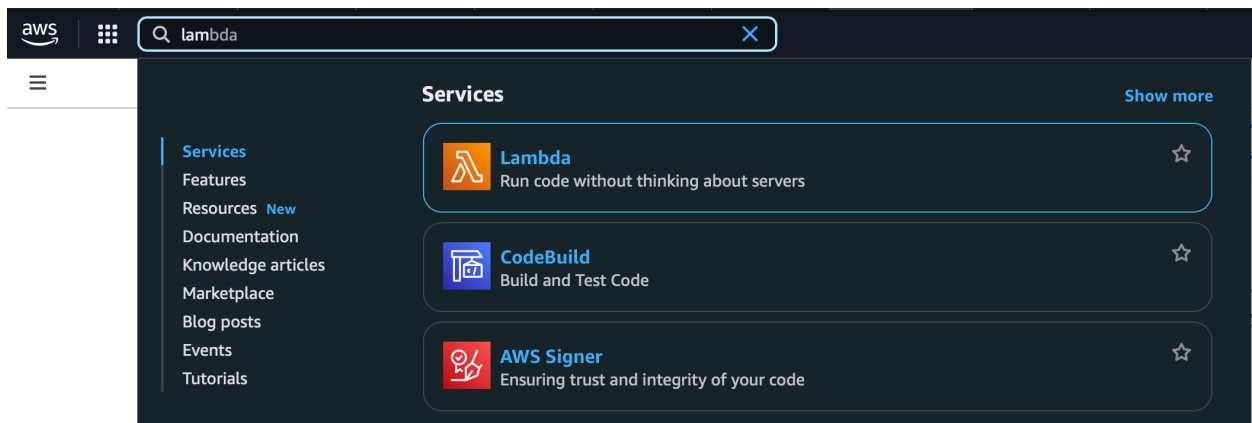 aws
lambda
Services
Show more
Services
Features
Resources New
Documentation
Knowledge articles
Marketplace
Blog posts
Events
Tutorials
Lambda
Run code without thinking about servers
CodeBuild
Build and Test Code
AWS Signer
Ensuring trust and integrity of your code